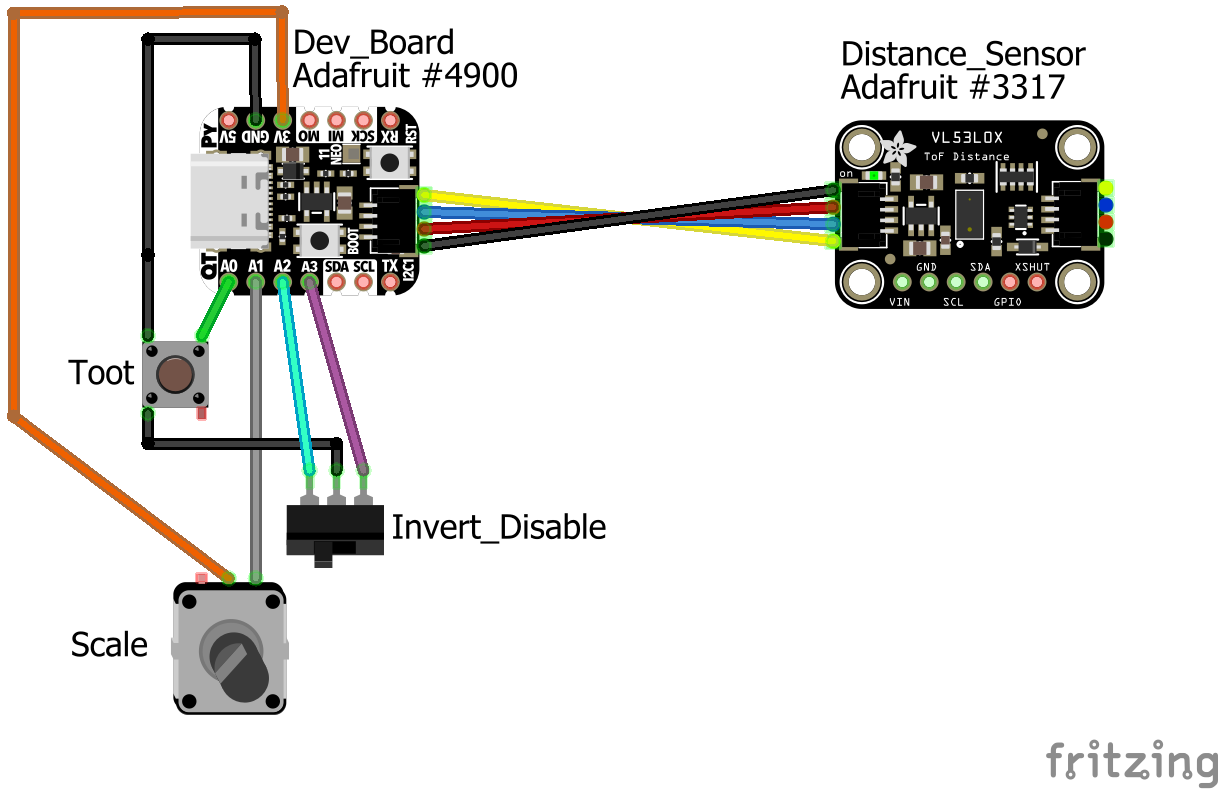 Dev_Board
Adafruit #4900
Distance_Sensor
Adafruit #3317
5V GND 3V MO MI SCK RX
PY
RST
11
NEO
BOOT
QT
I2C1
A0 A1 A2 A3 SDA SCL TX
VL53L0X
ToF Distance
on
GND SDA XSHUT
VIN SCL GPIO
Toot
Invert_Disable
Scale
fritzing